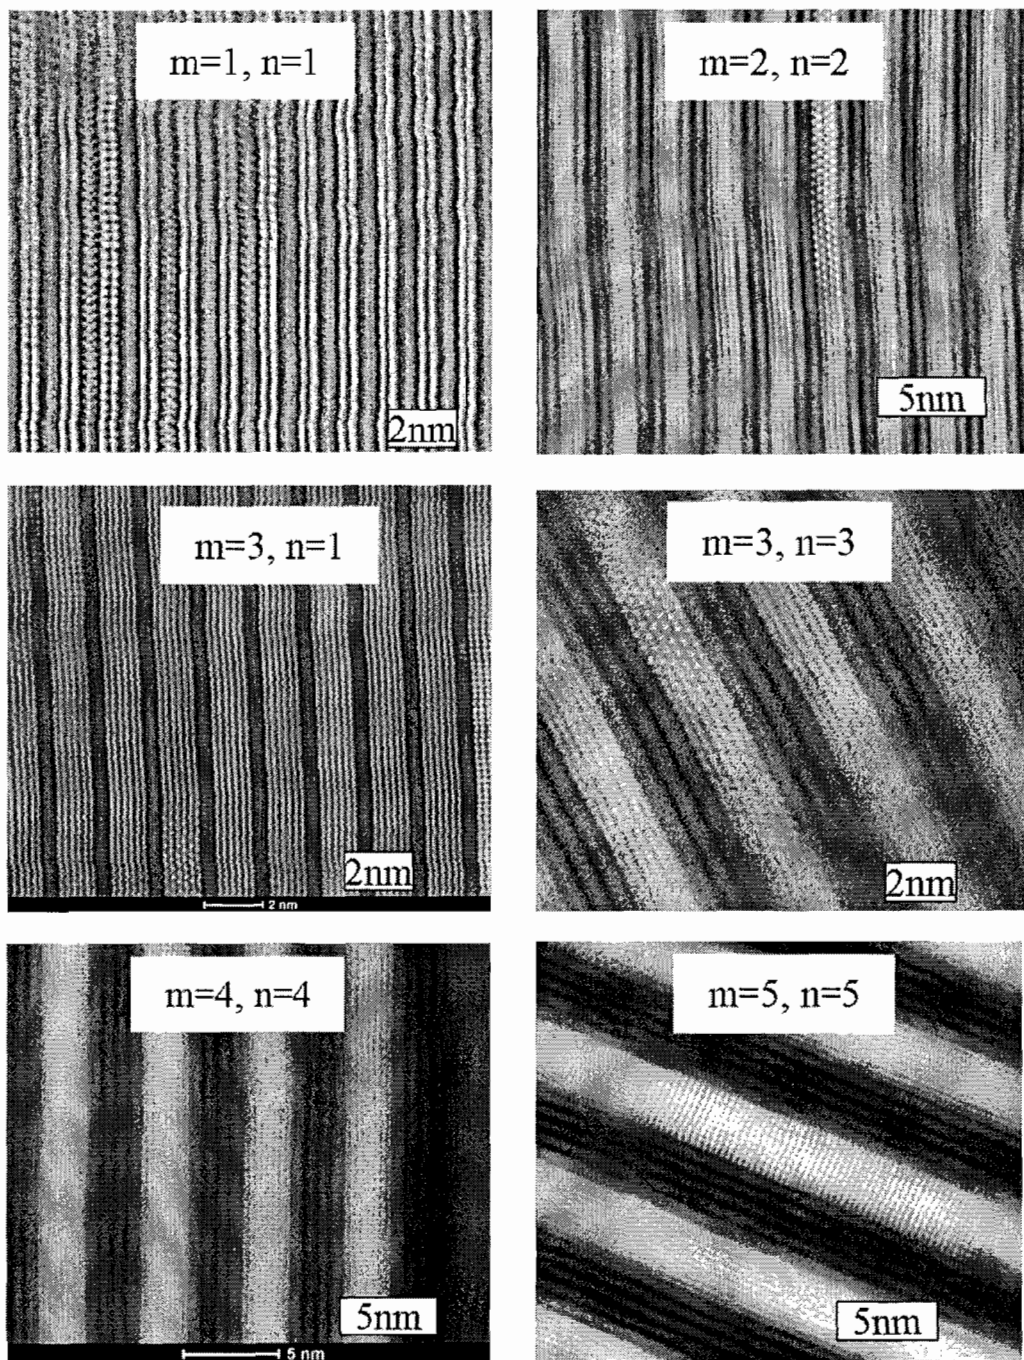 m=1, n=1
2nm
m=2, n=2
5nm
m=3, n=1
2nm
2 nm
m=3, n=3
2nm
m=4, n=4
5nm
5 nm
m=5, n=5
5nm